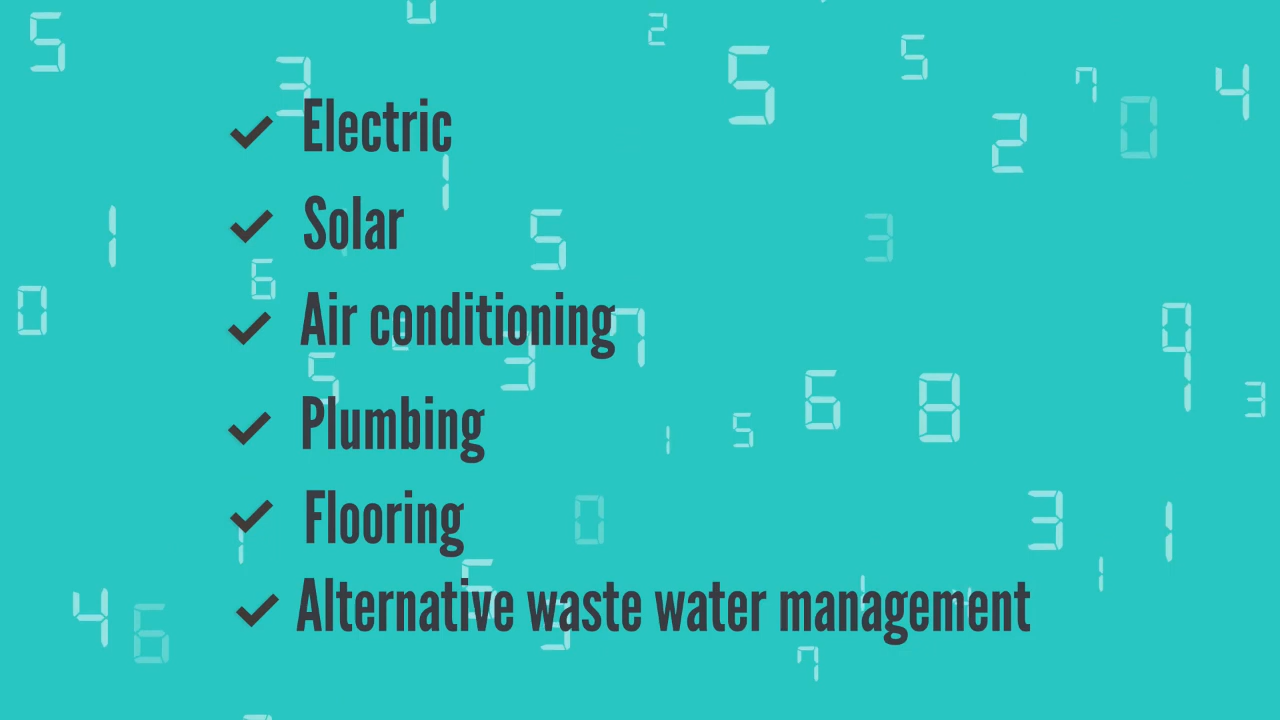 Electric
Solar
Air conditioning
Plumbing
Flooring
Alternative waste water management